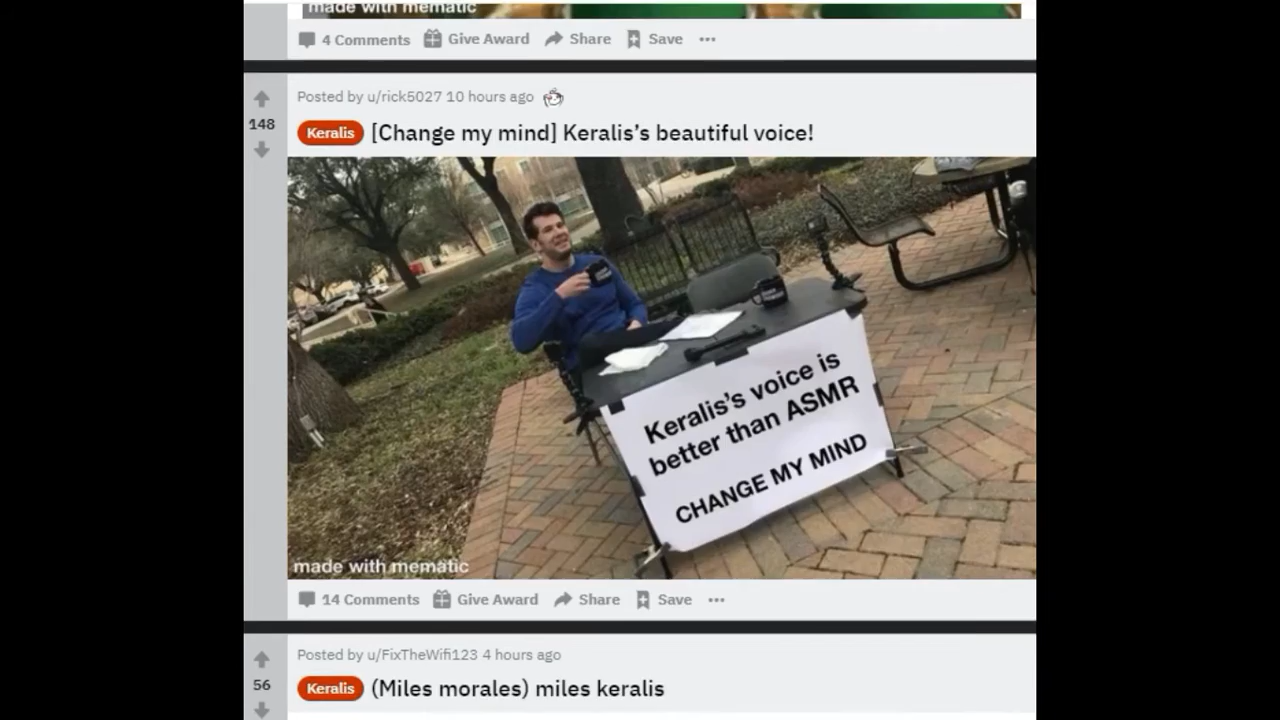 made with mematic
4 Comments Give Award Share Save
Posted by u/rick5027 10 hours ago
148
Keralis [Change my mind] Keralis's beautiful voice!
Keralis's voice is
better than ASMR
CHANGE MY MIND
made with mematic
14 Comments Give Award Share Save
Posted by u/FixTheWifi123 4 hours ago
56
Keralis (Miles morales) miles keralis